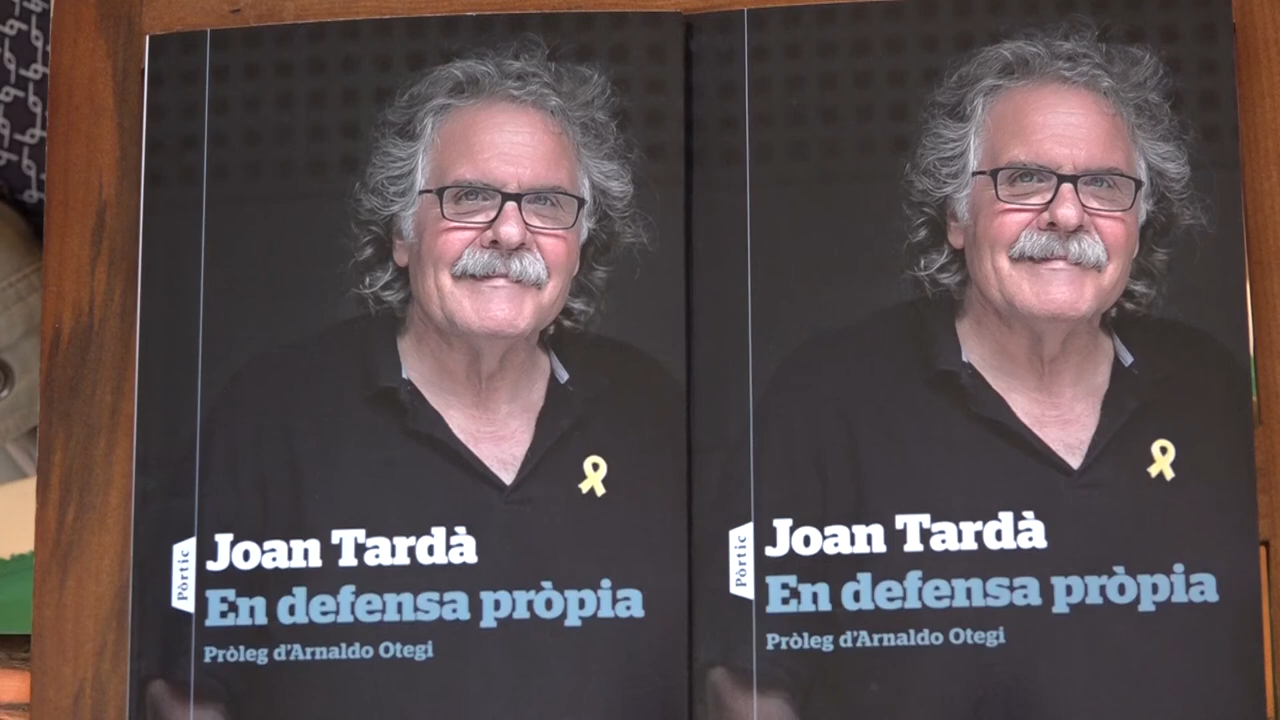 Pòrtic
Joan Tardà
En defensa pròpia
Pròleg d'Arnaldo Otegi
Pòrtic
Joan Tardà
En defensa pròpia
Pròleg d'Arnaldo Otegi